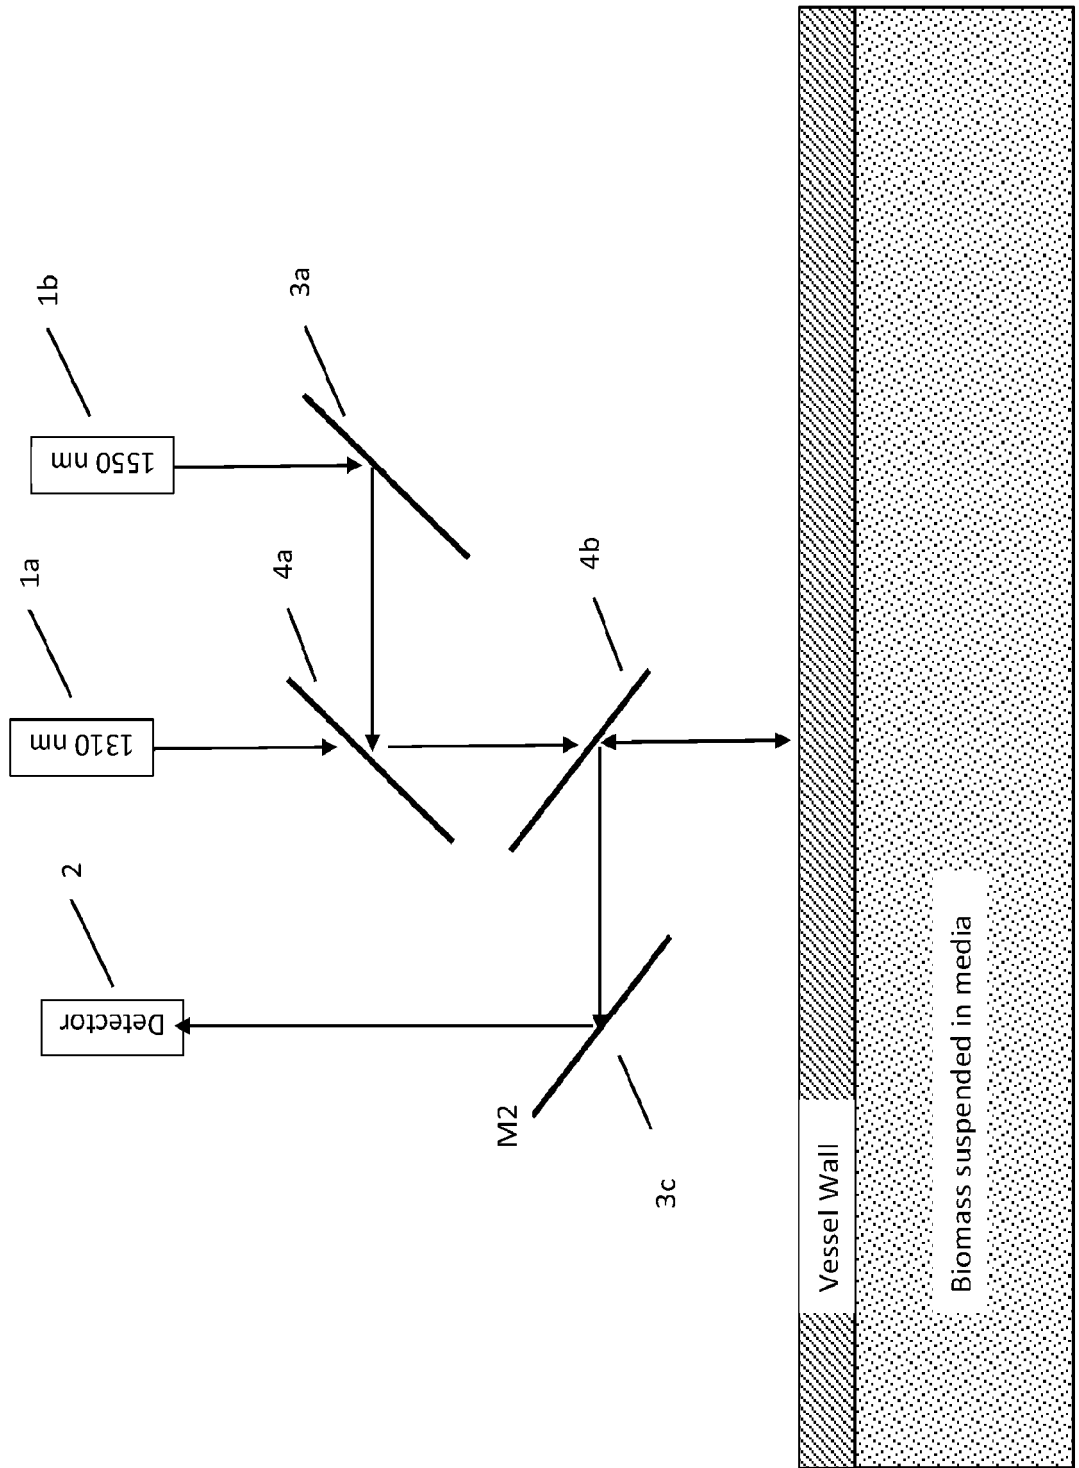 1b
1550 nm
3a
1a
1310 nm
4a
4b
2
Detector
M2
3c
Vessel Wall
Biomass suspended in media